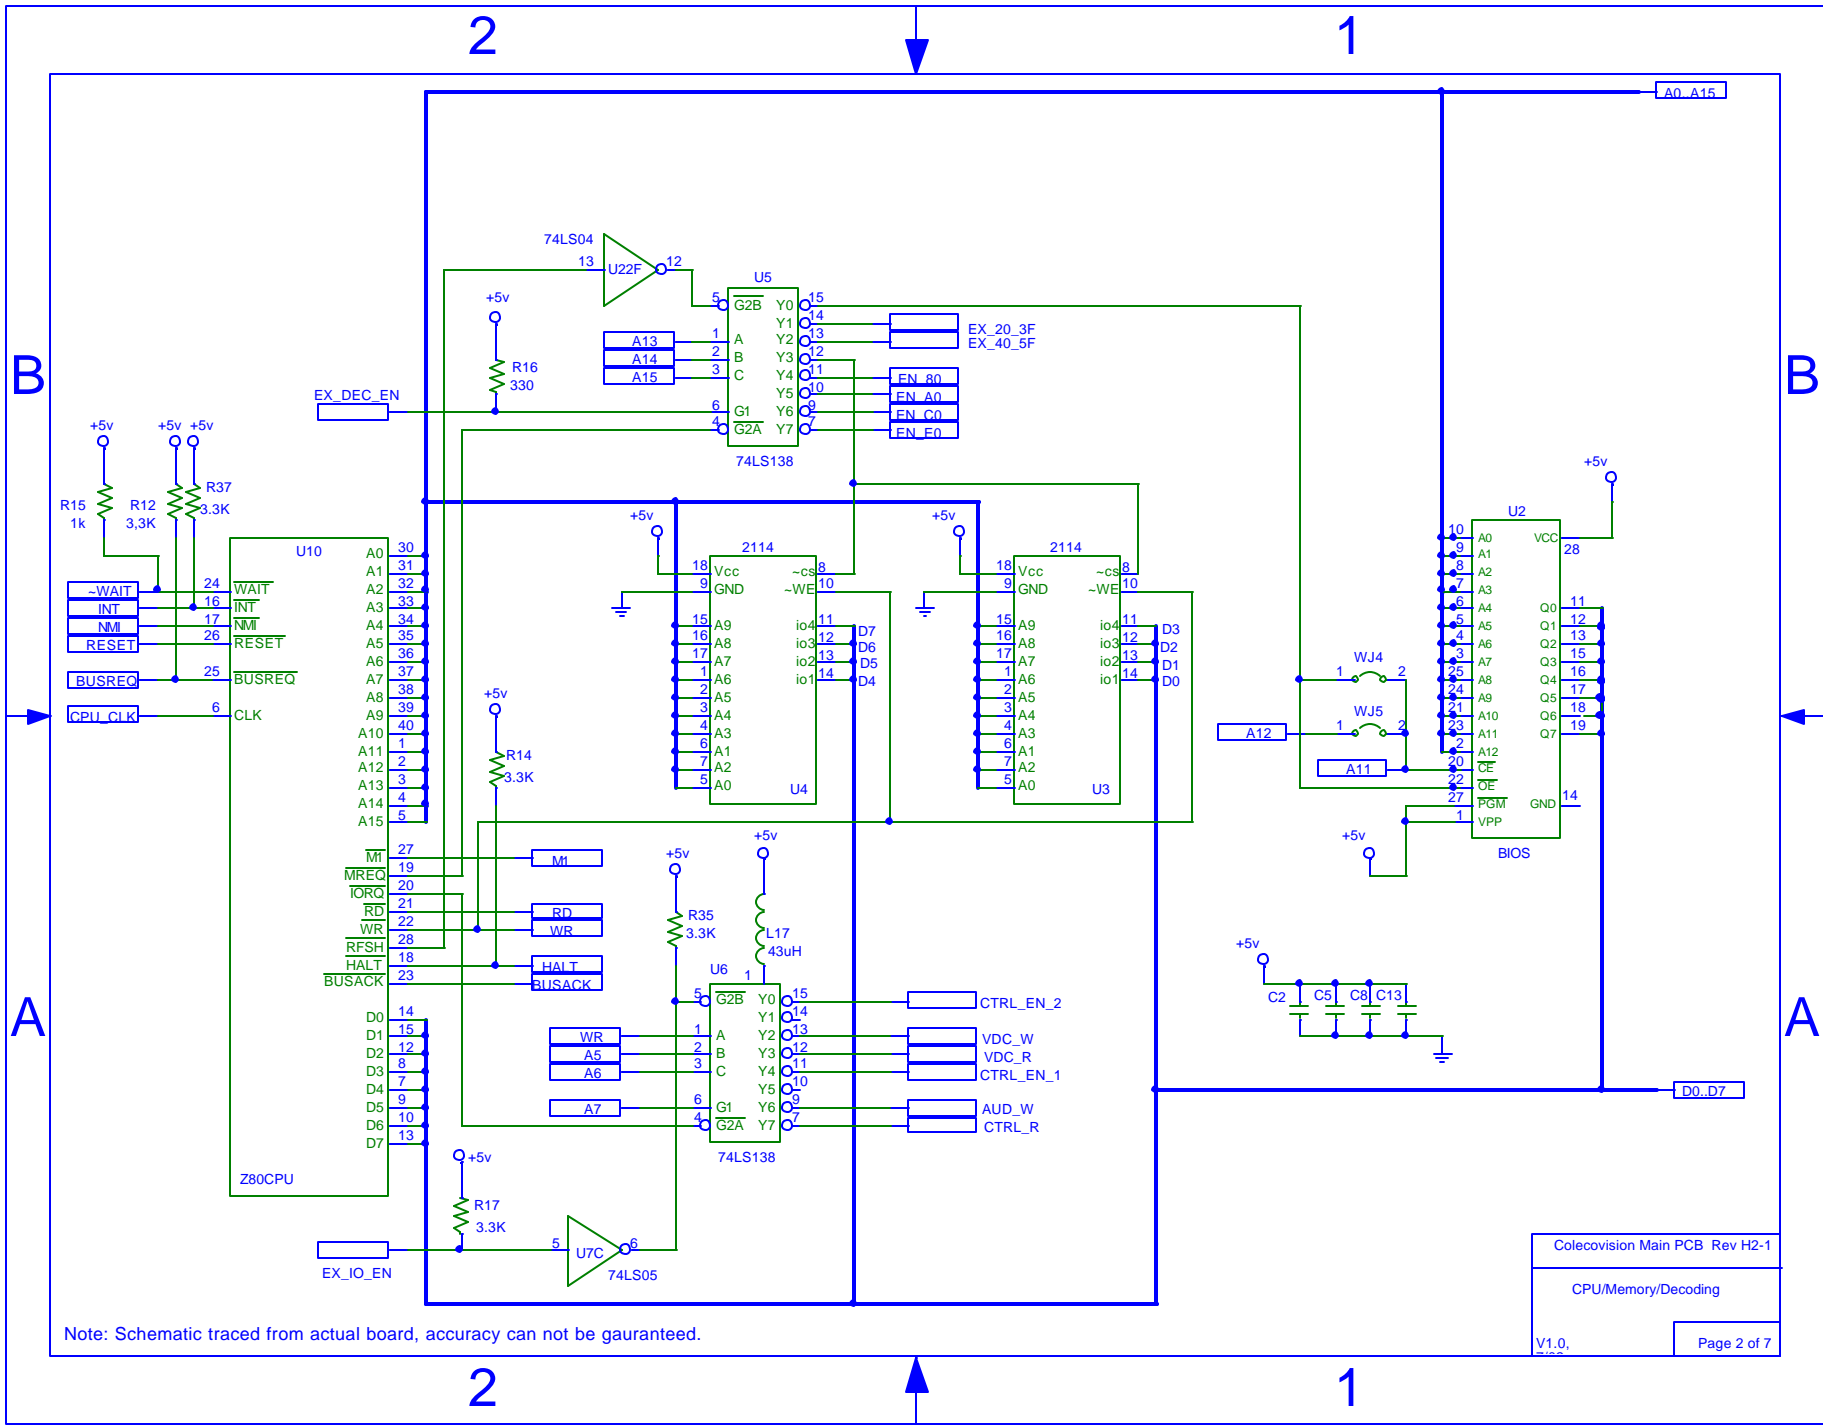 2
1
A0..A15
74LS04
13
U22F
12
U5
+5v
5
G2B
Y0
15
Y1
14
EX_20_3F
A13
1
A
Y2
13
EX_40_5F
B
A14
2
B
Y3
12
B
R16
330
A15
3
C
Y4
11
EN_80
Y5
10
EN_A0
EX_DEC_EN
6
G1
Y6
9
EN_C0
4
G2A
Y7
7
EN_E0
74LS138
+5v
+5v
+5v
R15
1k
R12
3,3K
R37
3.3K
U10
~WAIT
24
WAIT
INT
16
INT
NMI
17
NMI
RESET
26
RESET
BUSREQ
25
BUSREQ
CPU_CLK
6
CLK
A0
30
A1
31
A2
32
A3
33
A4
34
A5
35
A6
36
A7
37
A8
38
A9
39
A10
40
A11
1
A12
2
A13
3
A14
4
A15
5
M1
27
M1
MREQ
19
IORQ
20
RD
21
RD
WR
22
WR
RFSH
28
HALT
18
HALT
BUSACK
23
BUSACK
D0
14
D1
15
D2
12
D3
8
D4
7
D5
9
D6
10
D7
13
Z80CPU
+5v
R14
3.3K
+5v
2114
18
Vcc
~cs
8
9
GND
~WE
10
15
A9
io4
11
D7
16
A8
io3
12
D6
17
A7
io2
13
D5
1
A6
io1
14
D4
2
A5
3
A4
4
A3
6
A1
7
A2
5
A0
U4
+5v
2114
18
Vcc
~cs
8
9
GND
~WE
10
15
A9
io4
11
D3
16
A8
io3
12
D2
17
A7
io2
13
D1
1
A6
io1
14
D0
2
A5
3
A4
4
A3
6
A1
7
A2
5
A0
U3
+5v
U2
10
A0
VCC
28
9
A1
8
A2
7
A3
6
A4
Q0
11
5
A5
Q1
12
4
A6
Q2
13
3
A7
Q3
15
25
A8
Q4
16
24
A9
Q5
17
21
A10
Q6
18
23
A11
Q7
19
2
A12
20
CE
22
OE
27
PGM
GND
14
1
VPP
BIOS
WJ4
1
2
WJ5
A12
1
2
A11
+5v
+5v
+5v
R35
3.3K
L17
43uH
U6
1
5
G2B
Y0
15
CTRL_EN_2
Y1
14
WR
1
A
Y2
13
VDC_W
A5
2
B
Y3
12
VDC_R
A6
3
C
Y4
11
CTRL_EN_1
Y5
10
A7
6
G1
Y6
9
AUD_W
4
G2A
Y7
7
CTRL_R
74LS138
+5v
C2
C5
C8
C13
A
A
D0..D7
+5v
R17
3.3K
EX_IO_EN
5
U7C
6
74LS05
Colecovision Main PCB Rev H2-1
CPU/Memory/Decoding
V1.0,
Page 2 of 7
Note: Schematic traced from actual board, accuracy can not be gauranteed.
2
1